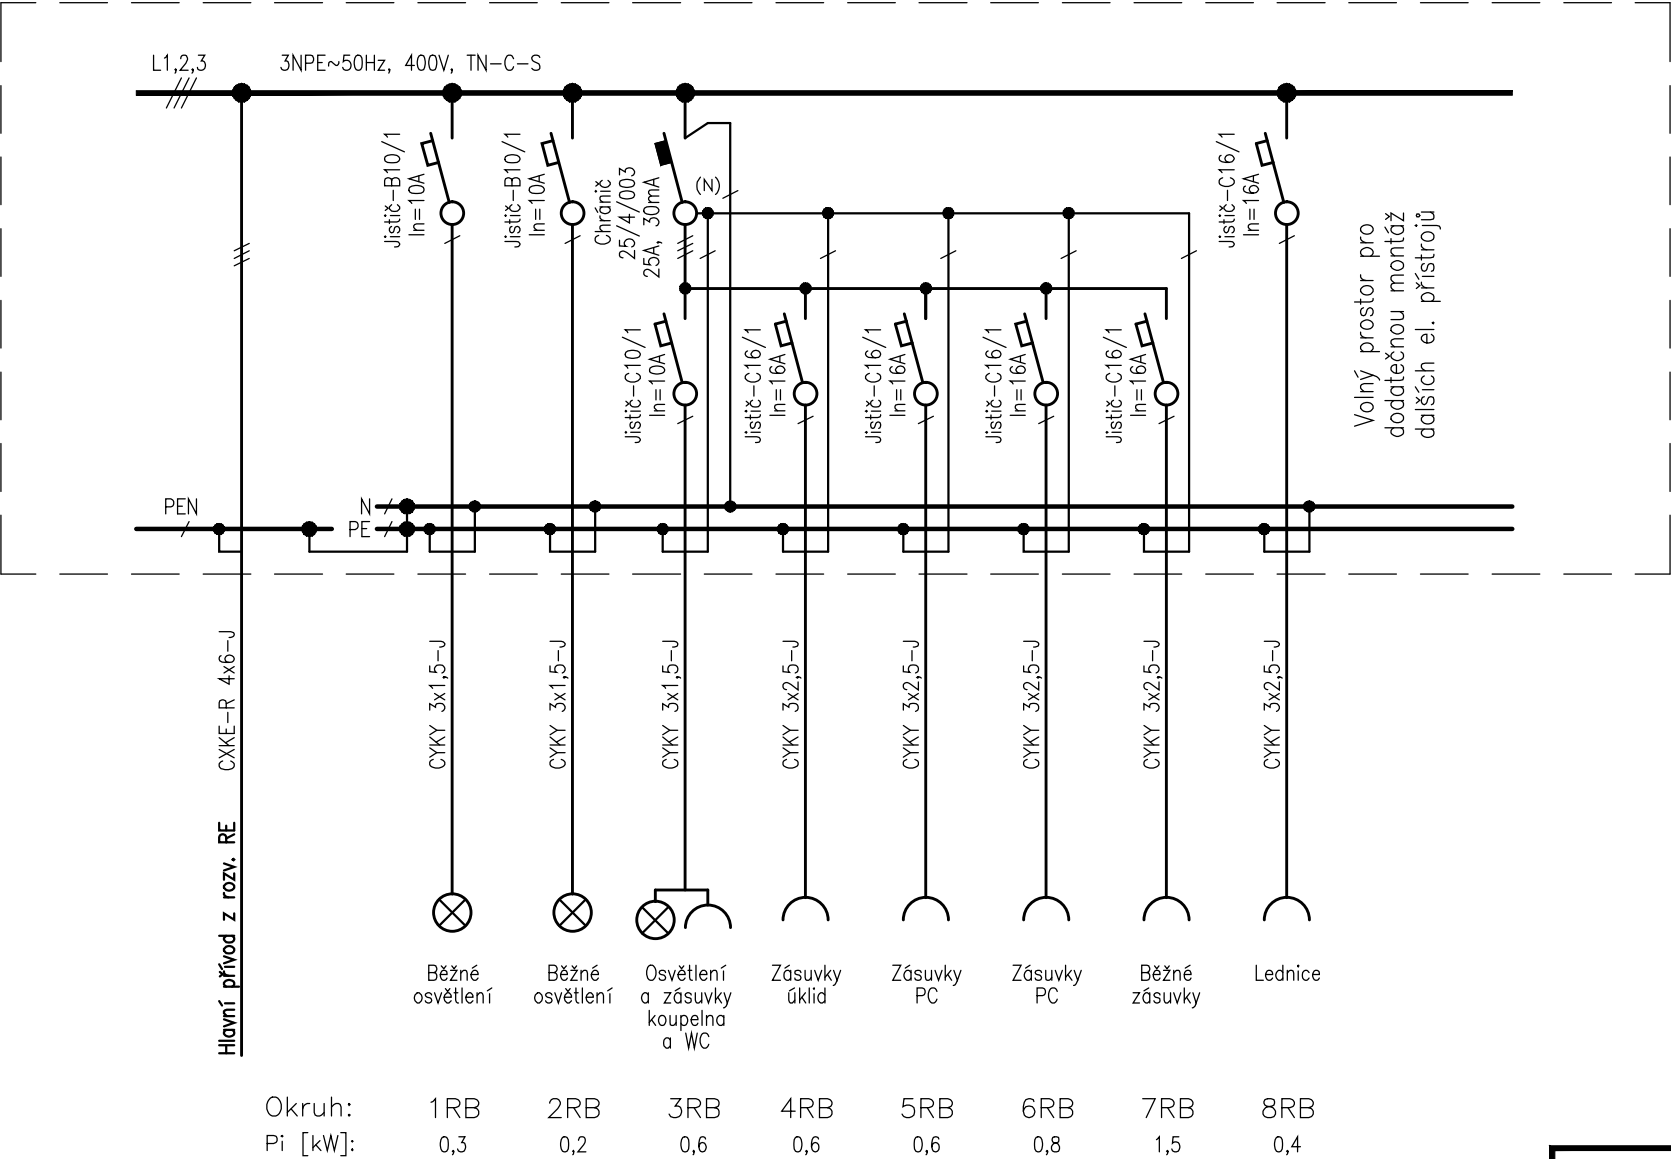 L1,2,3
3NPE~50Hz, 400V, TN-C-S
Jistič-B10/1
In=10A
Jistič-B10/1
In=10A
Chránič
25/4/003
25A, 30mA
(N)
Jistič-C16/1
In=16A
Jistič-C10/1
In=10A
Jistič-C16/1
In=16A
Jistič-C16/1
In=16A
Jistič-C16/1
In=16A
Jistič-C16/1
In=16A
Volný prostor pro
dodatečnou montáž
dalších el. přístrojů
PEN
N
PE
CXKE-R 4x6-J
Hlavní přívod z rozv. RE
CYKY 3x1,5-J
CYKY 3x1,5-J
CYKY 3x1,5-J
CYKY 3x2,5-J
CYKY 3x2,5-J
CYKY 3x2,5-J
CYKY 3x2,5-J
CYKY 3x2,5-J
Běžné
osvětlení
Běžné
osvětlení
Osvětlení
a zásuvky
koupelna
a WC
Zásuvky
úklid
Zásuvky
PC
Zásuvky
PC
Běžné
zásuvky
Lednice
Okruh: 1RB 2RB 3RB 4RB 5RB 6RB 7RB 8RB
Pi [kW]: 0,3 0,2 0,6 0,6 0,6 0,8 1,5 0,4